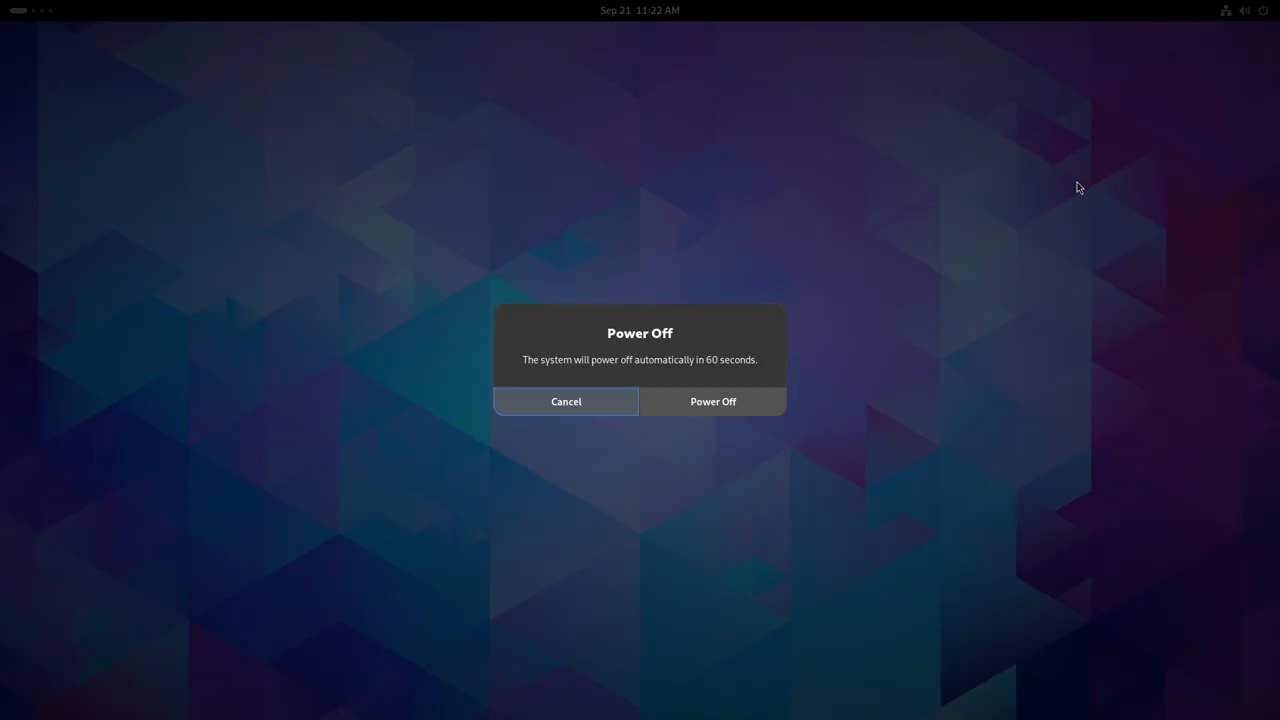 Sep 21 11:22 AM
Power Off
The system will power off automatically in 60 seconds.
Cancel
Power Off